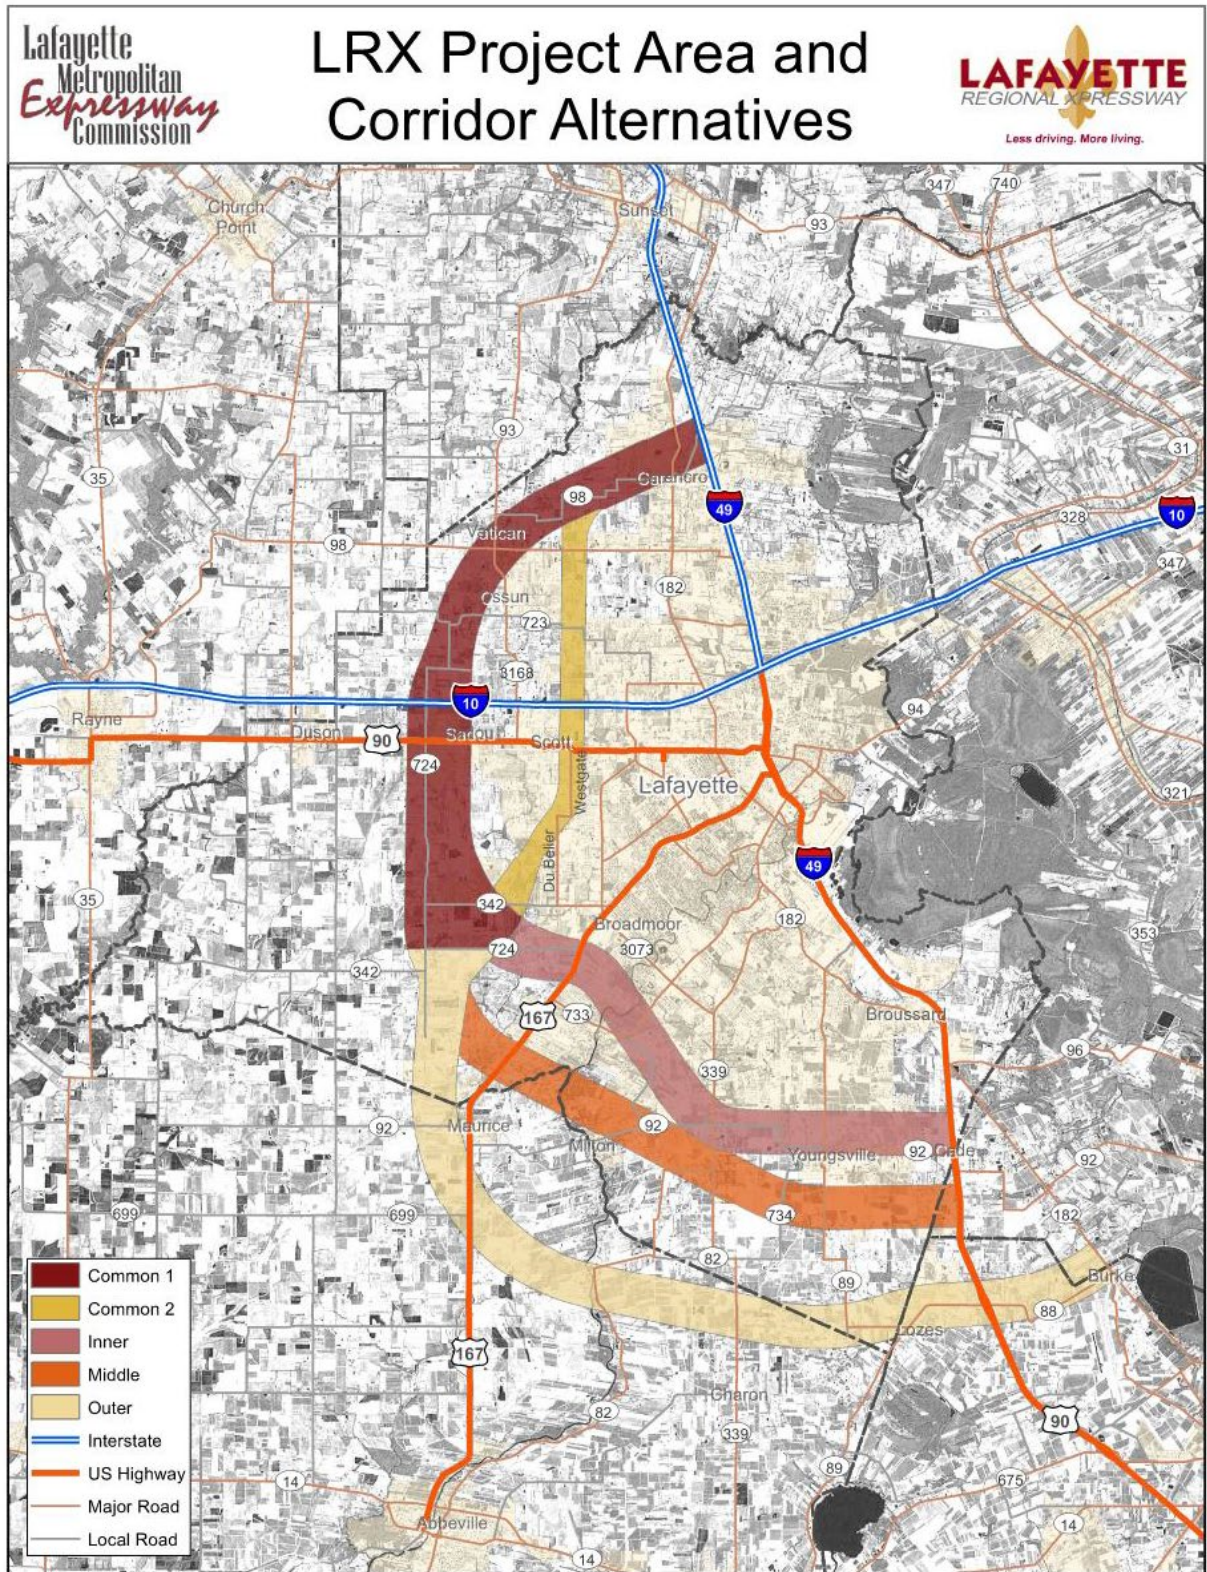 Lafayette
Metropolitan
Expressway
Commission
LRX Project Area and
Corridor Alternatives
LAFAYETTE
REGIONAL XPRESSWAY
Less driving. More living.
Church
Point
Sunset
347
740
93
93
35
31
Carencro
98
49
10
Vatican
98
328
347
182
Ossun
723
3168
10
94
Rayne
Duson
90
Scott
724
Westgate
Lafayette
321
49
35
342
182
Broadmoor
353
724
3073
342
167
733
Broussard
96
339
92
Maurice
92
Milton
Youngsville
92
Cade
92
699
699
734
182
82
89
Burke
88
Lozes
167
82
339
90
89
14
675
Abbeville
14
14
Common 1
Common 2
Inner
Middle
Outer
Interstate
US Highway
Major Road
Local Road